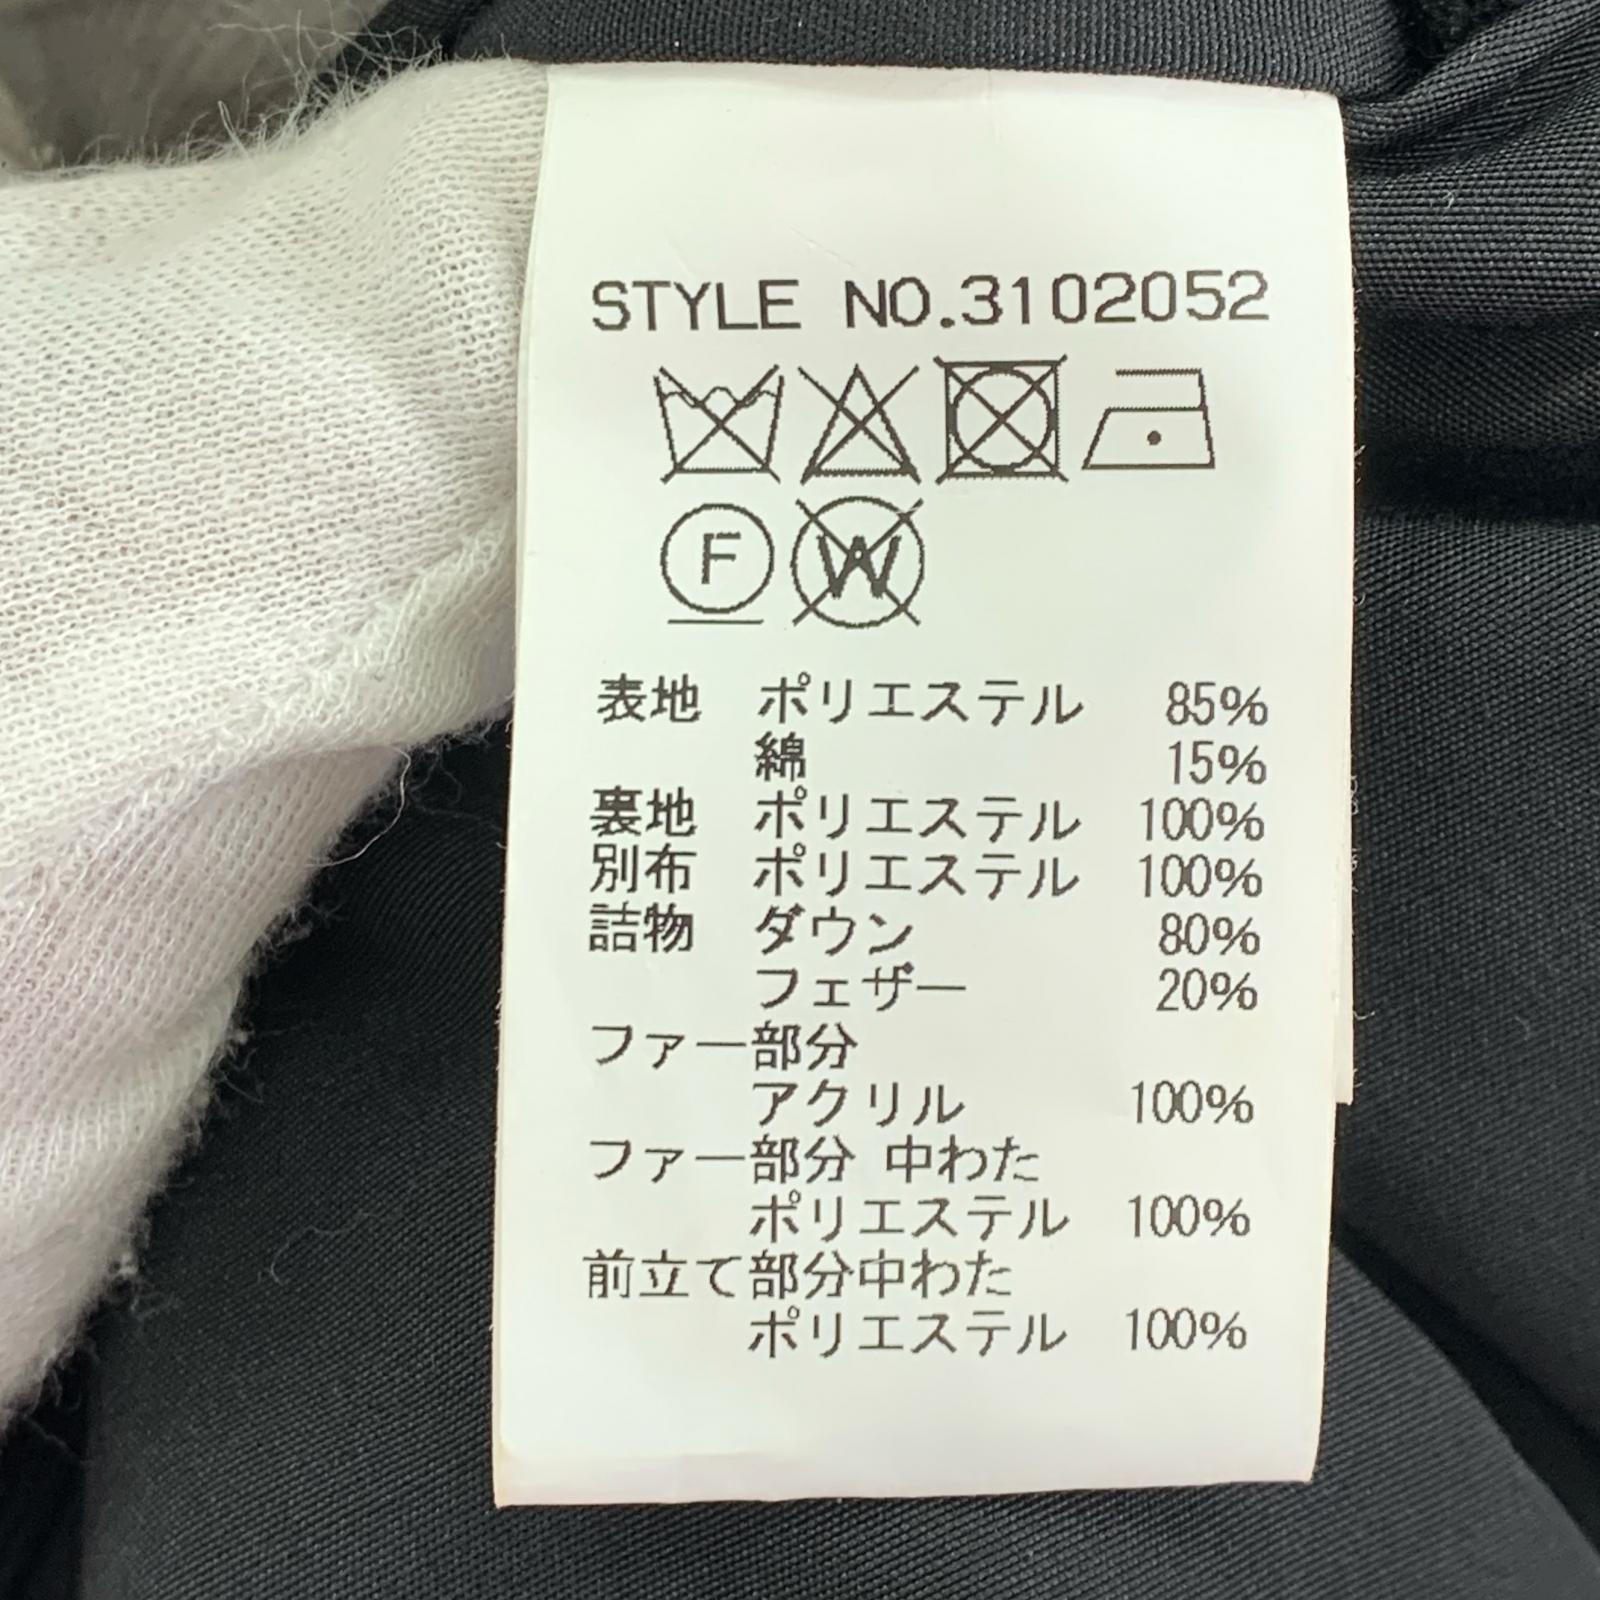 STYLE NO.3102052
F W
表地 ポリエステル 85%
綿 15%
裏地 ポリエステル 100%
別布 ポリエステル 100%
詰物 ダウン 80%
フェザー 20%
ファー部分
アクリル 100%
ファー部分 中わた
ポリエステル 100%
前立て部分中わた
ポリエステル 100%